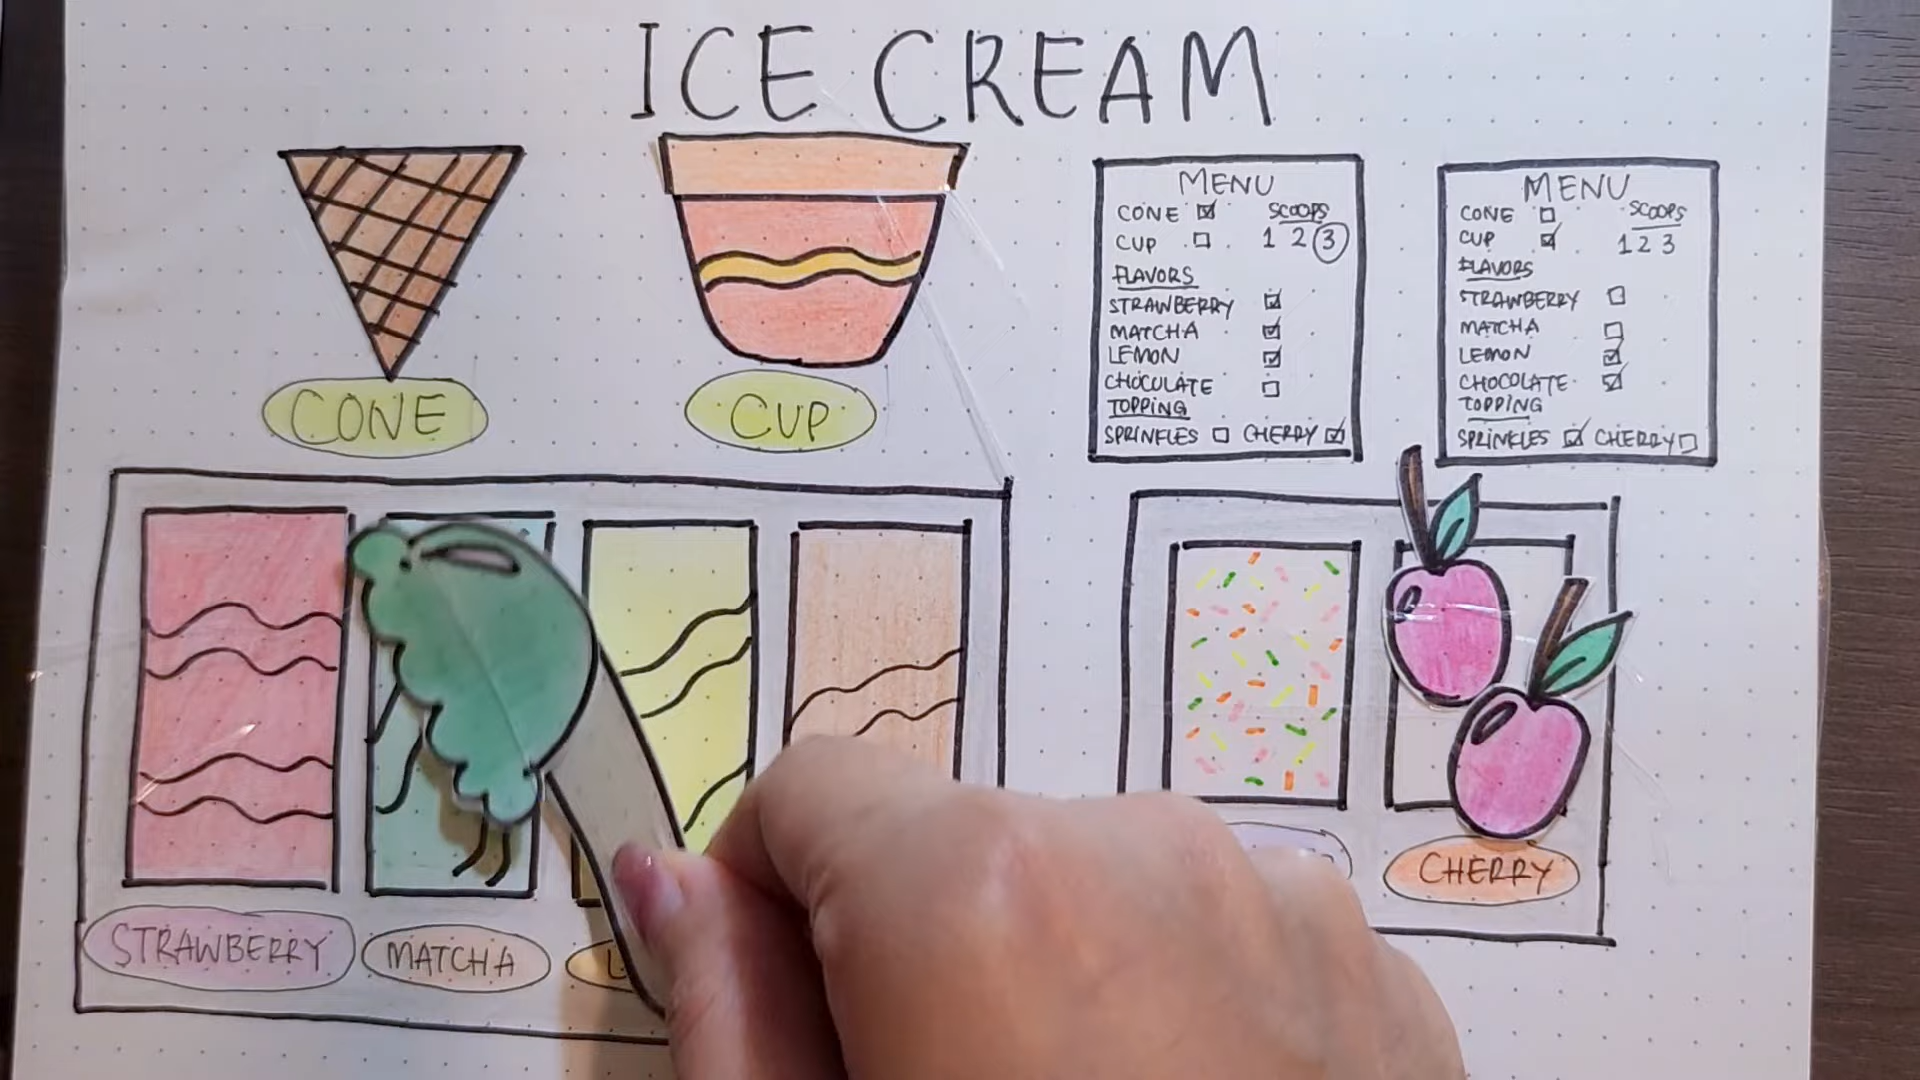 ICE CREAM
CONE
CUP
MENU
CONE SCOOPS
CUP 1 2 3
FLAVORS
STRAWBERRY
MATCHA
LEMON
CHOCOLATE
TOPPING
SPRINKLES CHERRY
MENU
CONE SCOOPS
CUP 1 2 3
FLAVORS
STRAWBERRY
MATCHA
LEMON
CHOCOLATE
TOPPING
SPRINKLES CHERRY
STRAWBERRY
MATCHA
CHERRY